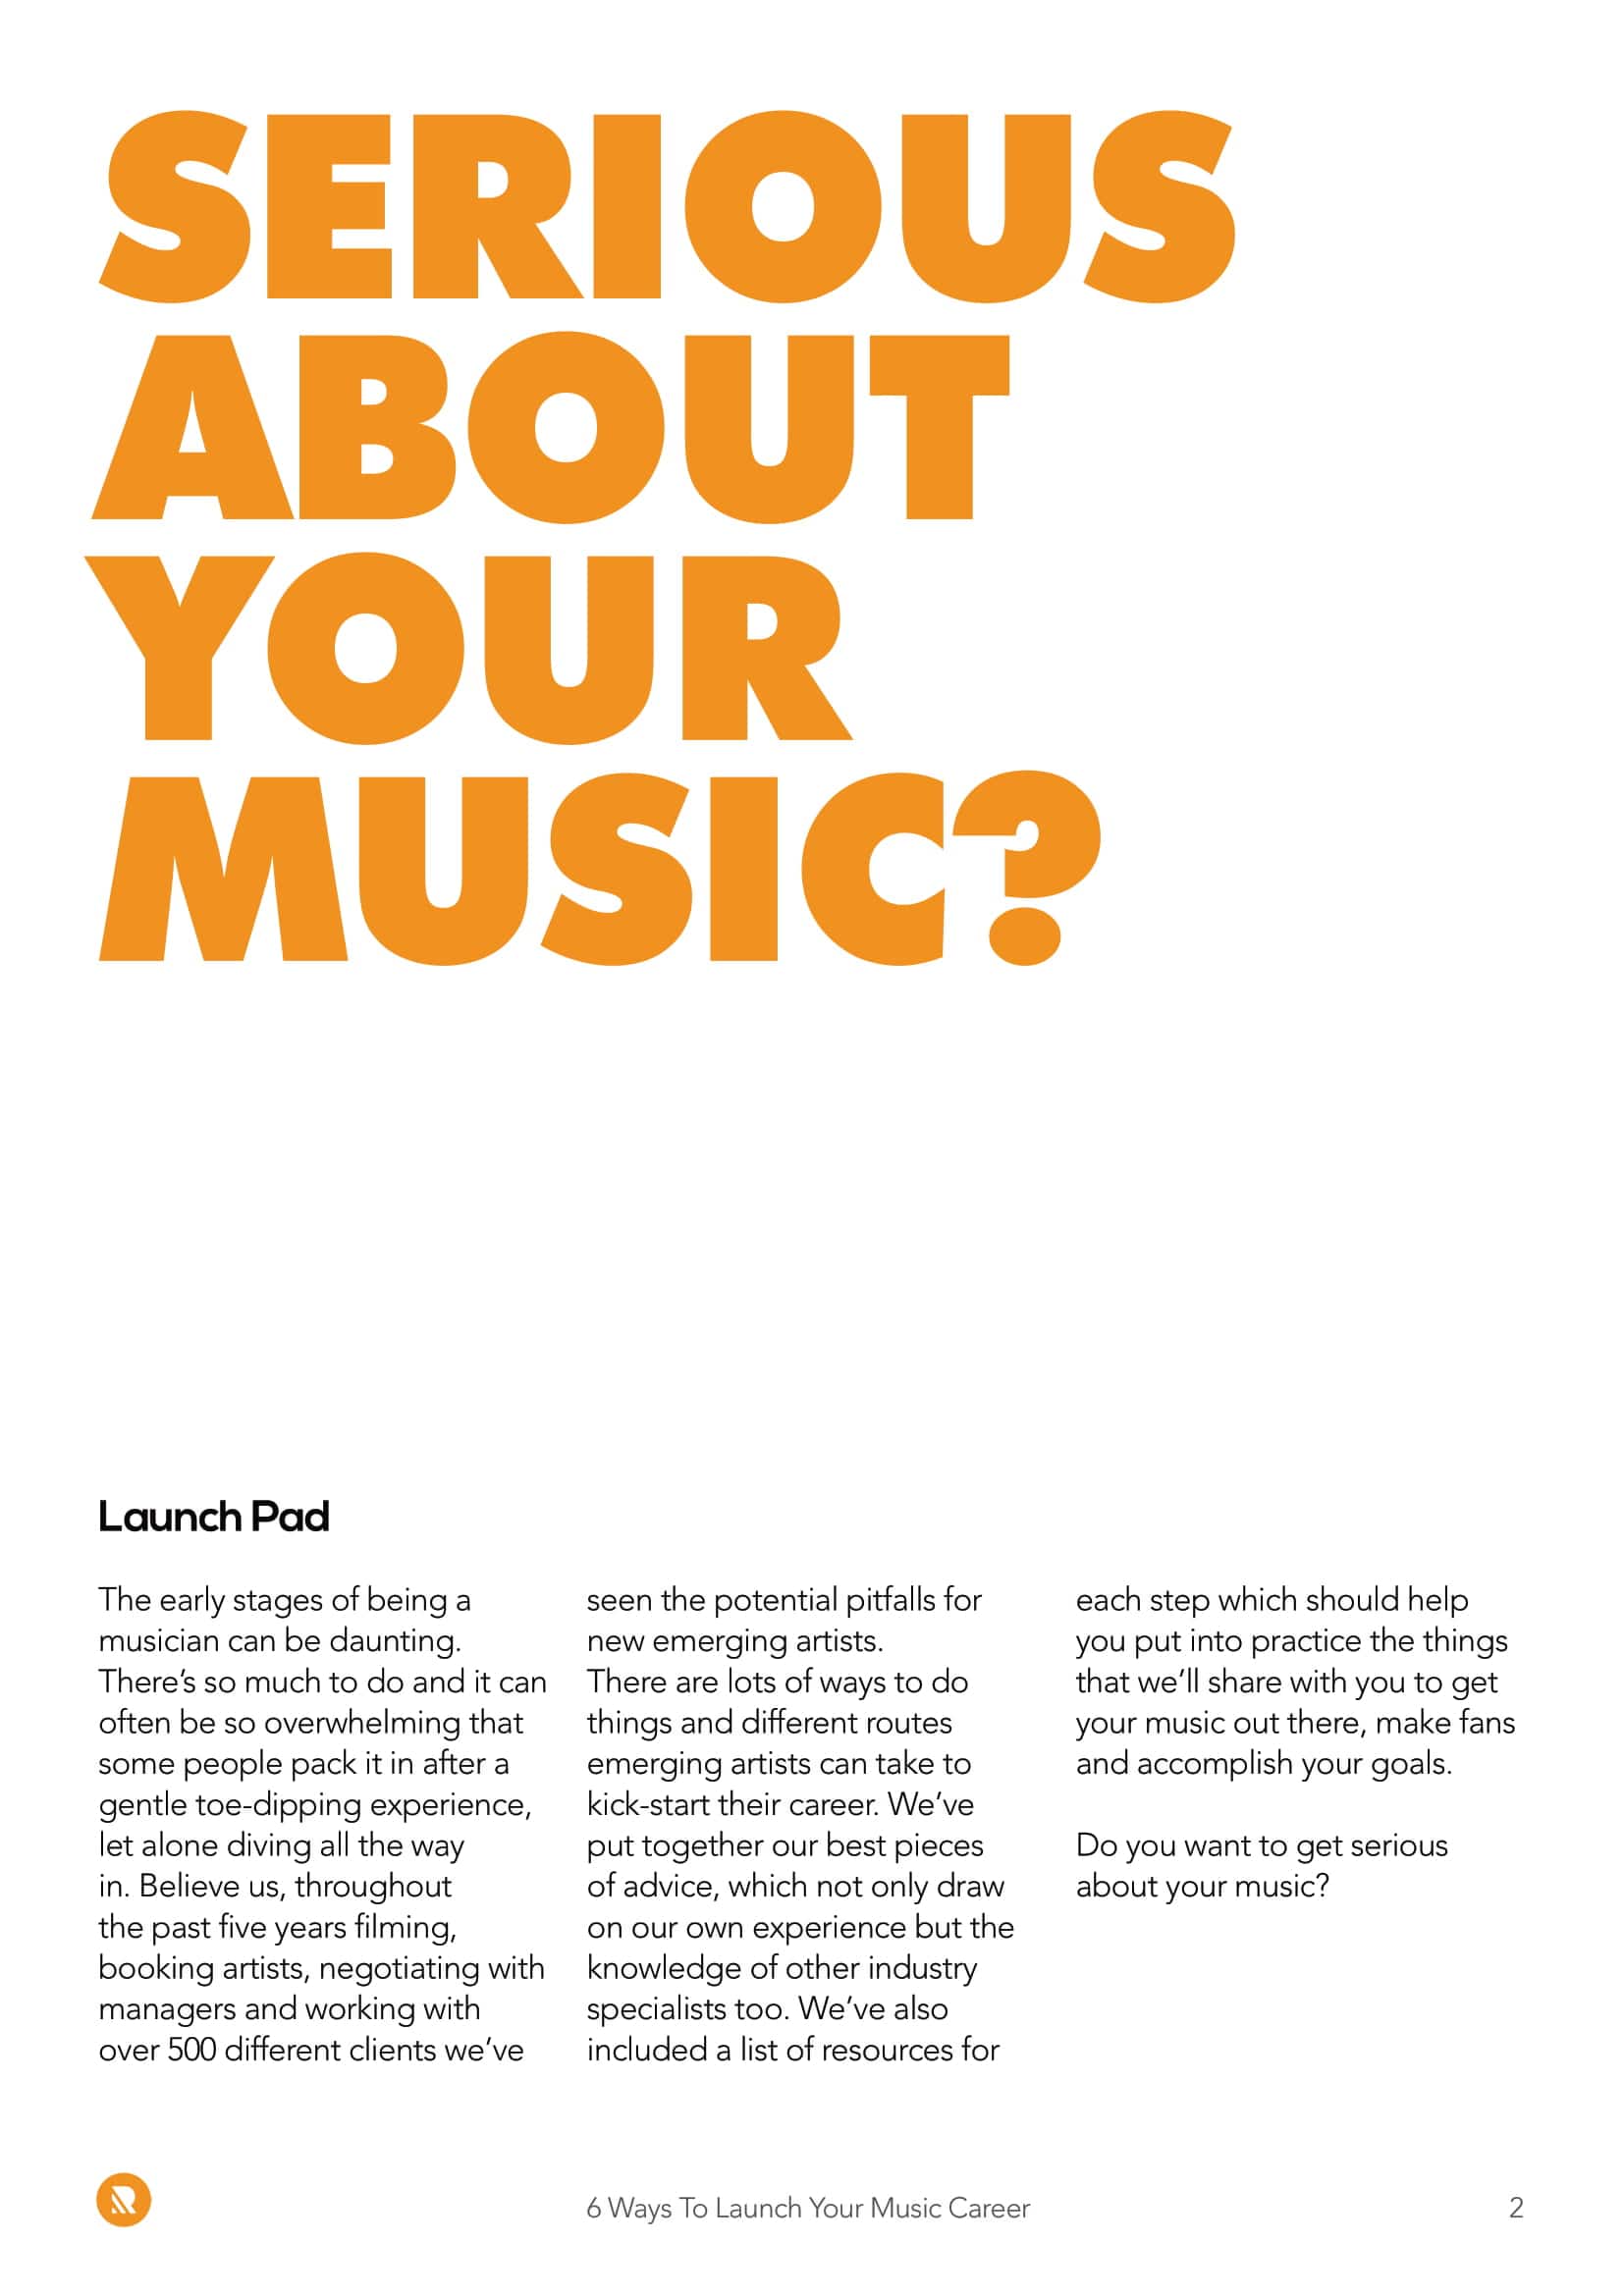 SERIOUS
ABOUT
YOUR
MUSIC?
Launch Pad
The early stages of being a
musician can be daunting.
There’s so much to do and it can
often be so overwhelming that
some people pack it in after a
gentle toe-dipping experience,
let alone diving all the way
in. Believe us, throughout
the past five years filming,
booking artists, negotiating with
managers and working with
over 500 different clients we’ve
seen the potential pitfalls for
new emerging artists.
There are lots of ways to do
things and different routes
emerging artists can take to
kick-start their career. We’ve
put together our best pieces
of advice, which not only draw
on our own experience but the
knowledge of other industry
specialists too. We’ve also
included a list of resources for
each step which should help
you put into practice the things
that we’ll share with you to get
your music out there, make fans
and accomplish your goals.
Do you want to get serious
about your music?
R
6 Ways To Launch Your Music Career
2